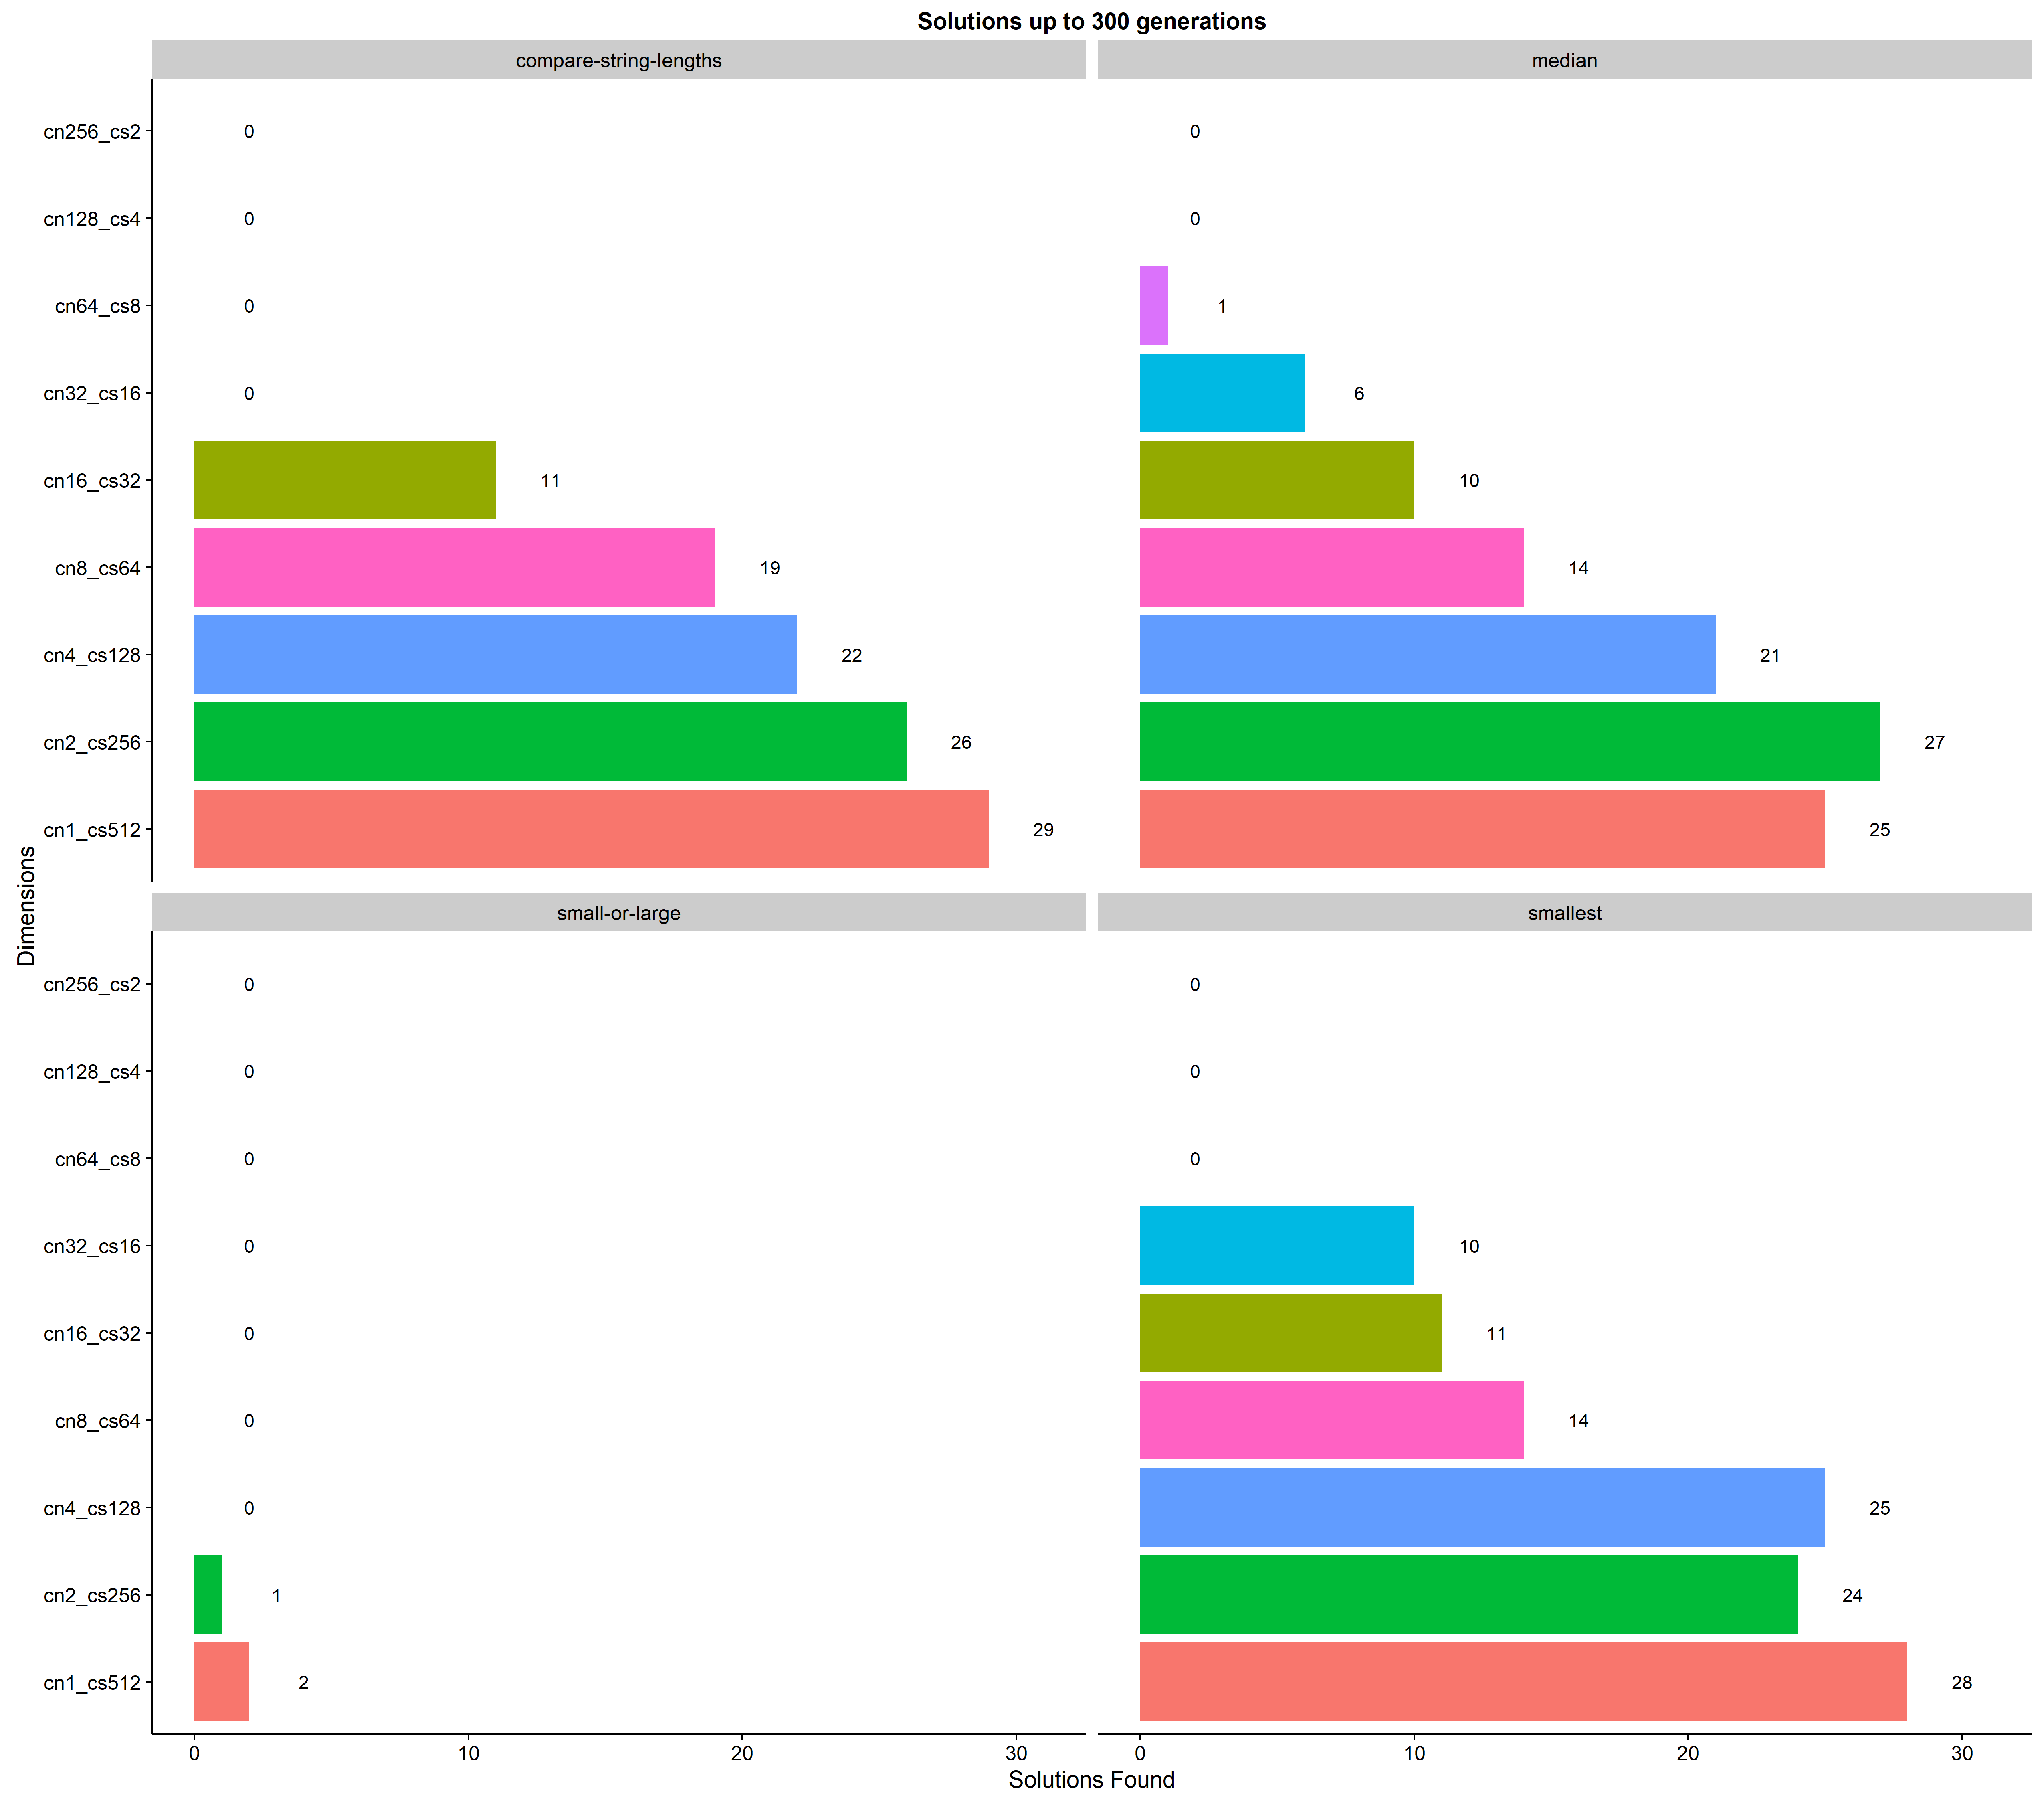 Solutions up to 300 generations
compare-string-lengths
median
cn256_cs2 0 0
cn128_cs4 0 0
cn64_cs8 0 1
cn32_cs16 0 6
cn16_cs32 11 10
cn8_cs64 19 14
cn4_cs128 22 21
cn2_cs256 26 27
cn1_cs512 29 25
Dimensions
small-or-large
smallest
cn256_cs2 0 0
cn128_cs4 0 0
cn64_cs8 0 0
cn32_cs16 0 10
cn16_cs32 0 11
cn8_cs64 0 14
cn4_cs128 0 25
cn2_cs256 1 24
cn1_cs512 2 28
0 10 20 30 0 10 20 30
Solutions Found